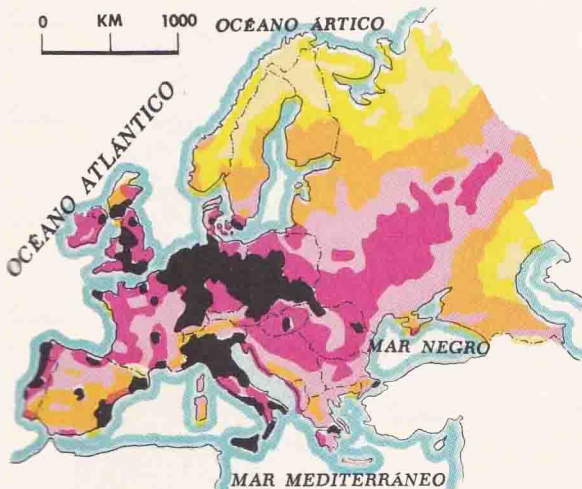 0 KM 1000
OCÉANO ÁRTICO
OCÉANO ATLÁNTICO
MAR NEGRO
MAR MEDITERRÁNEO